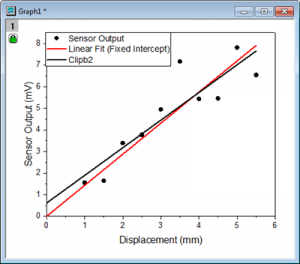 Graph1 *
1
Sensor Output
Linear Fit (Fixed Intercept)
Clipb2
8
7
6
5
4
3
2
1
0
Sensor Output (mV)
0 1 2 3 4 5 6
Displacement (mm)